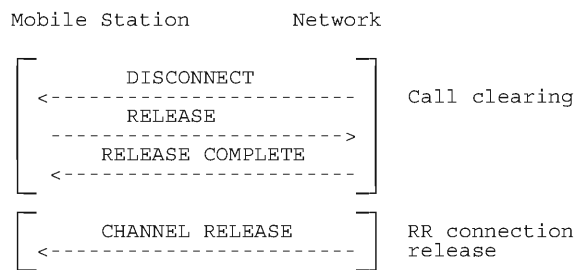 Mobile Station Network
DISCONNECT
Call clearing
RELEASE
RELEASE COMPLETE
CHANNEL RELEASE
RR connection
release